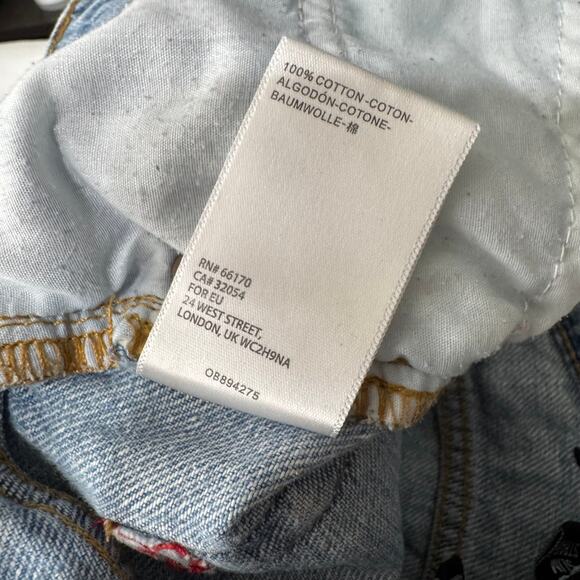 100% COTTON-COTON-
ALGODÓN-COTONE-
BAUMWOLLE-棉
RN# 66170
CA# 32054
FOR EU
24 WEST STREET,
LONDON, UK WC2H9NA
OB894275